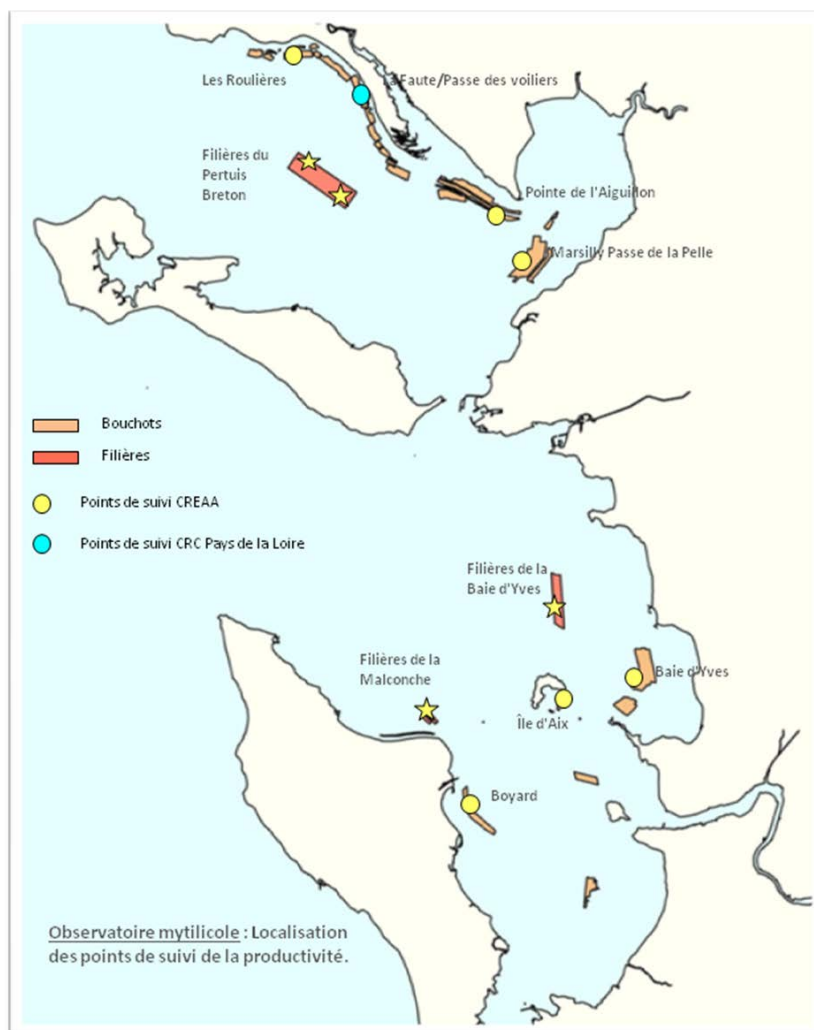 Les Roulières
La Faute/Passe des voiliers
Filières du
Pertuis
Breton
Pointe de l'Aiguillon
Marsilly Passe de la Pelle
Bouchots
Filières
Points de suivi CREAA
Points de suivi CRC Pays de la Loire
Filières de la
Baie d'Yves
Filières de la
Malconche
Baie d'Yves
Île d'Aix
Boyard
Observatoire mytilicole : Localisation
des points de suivi de la productivité.